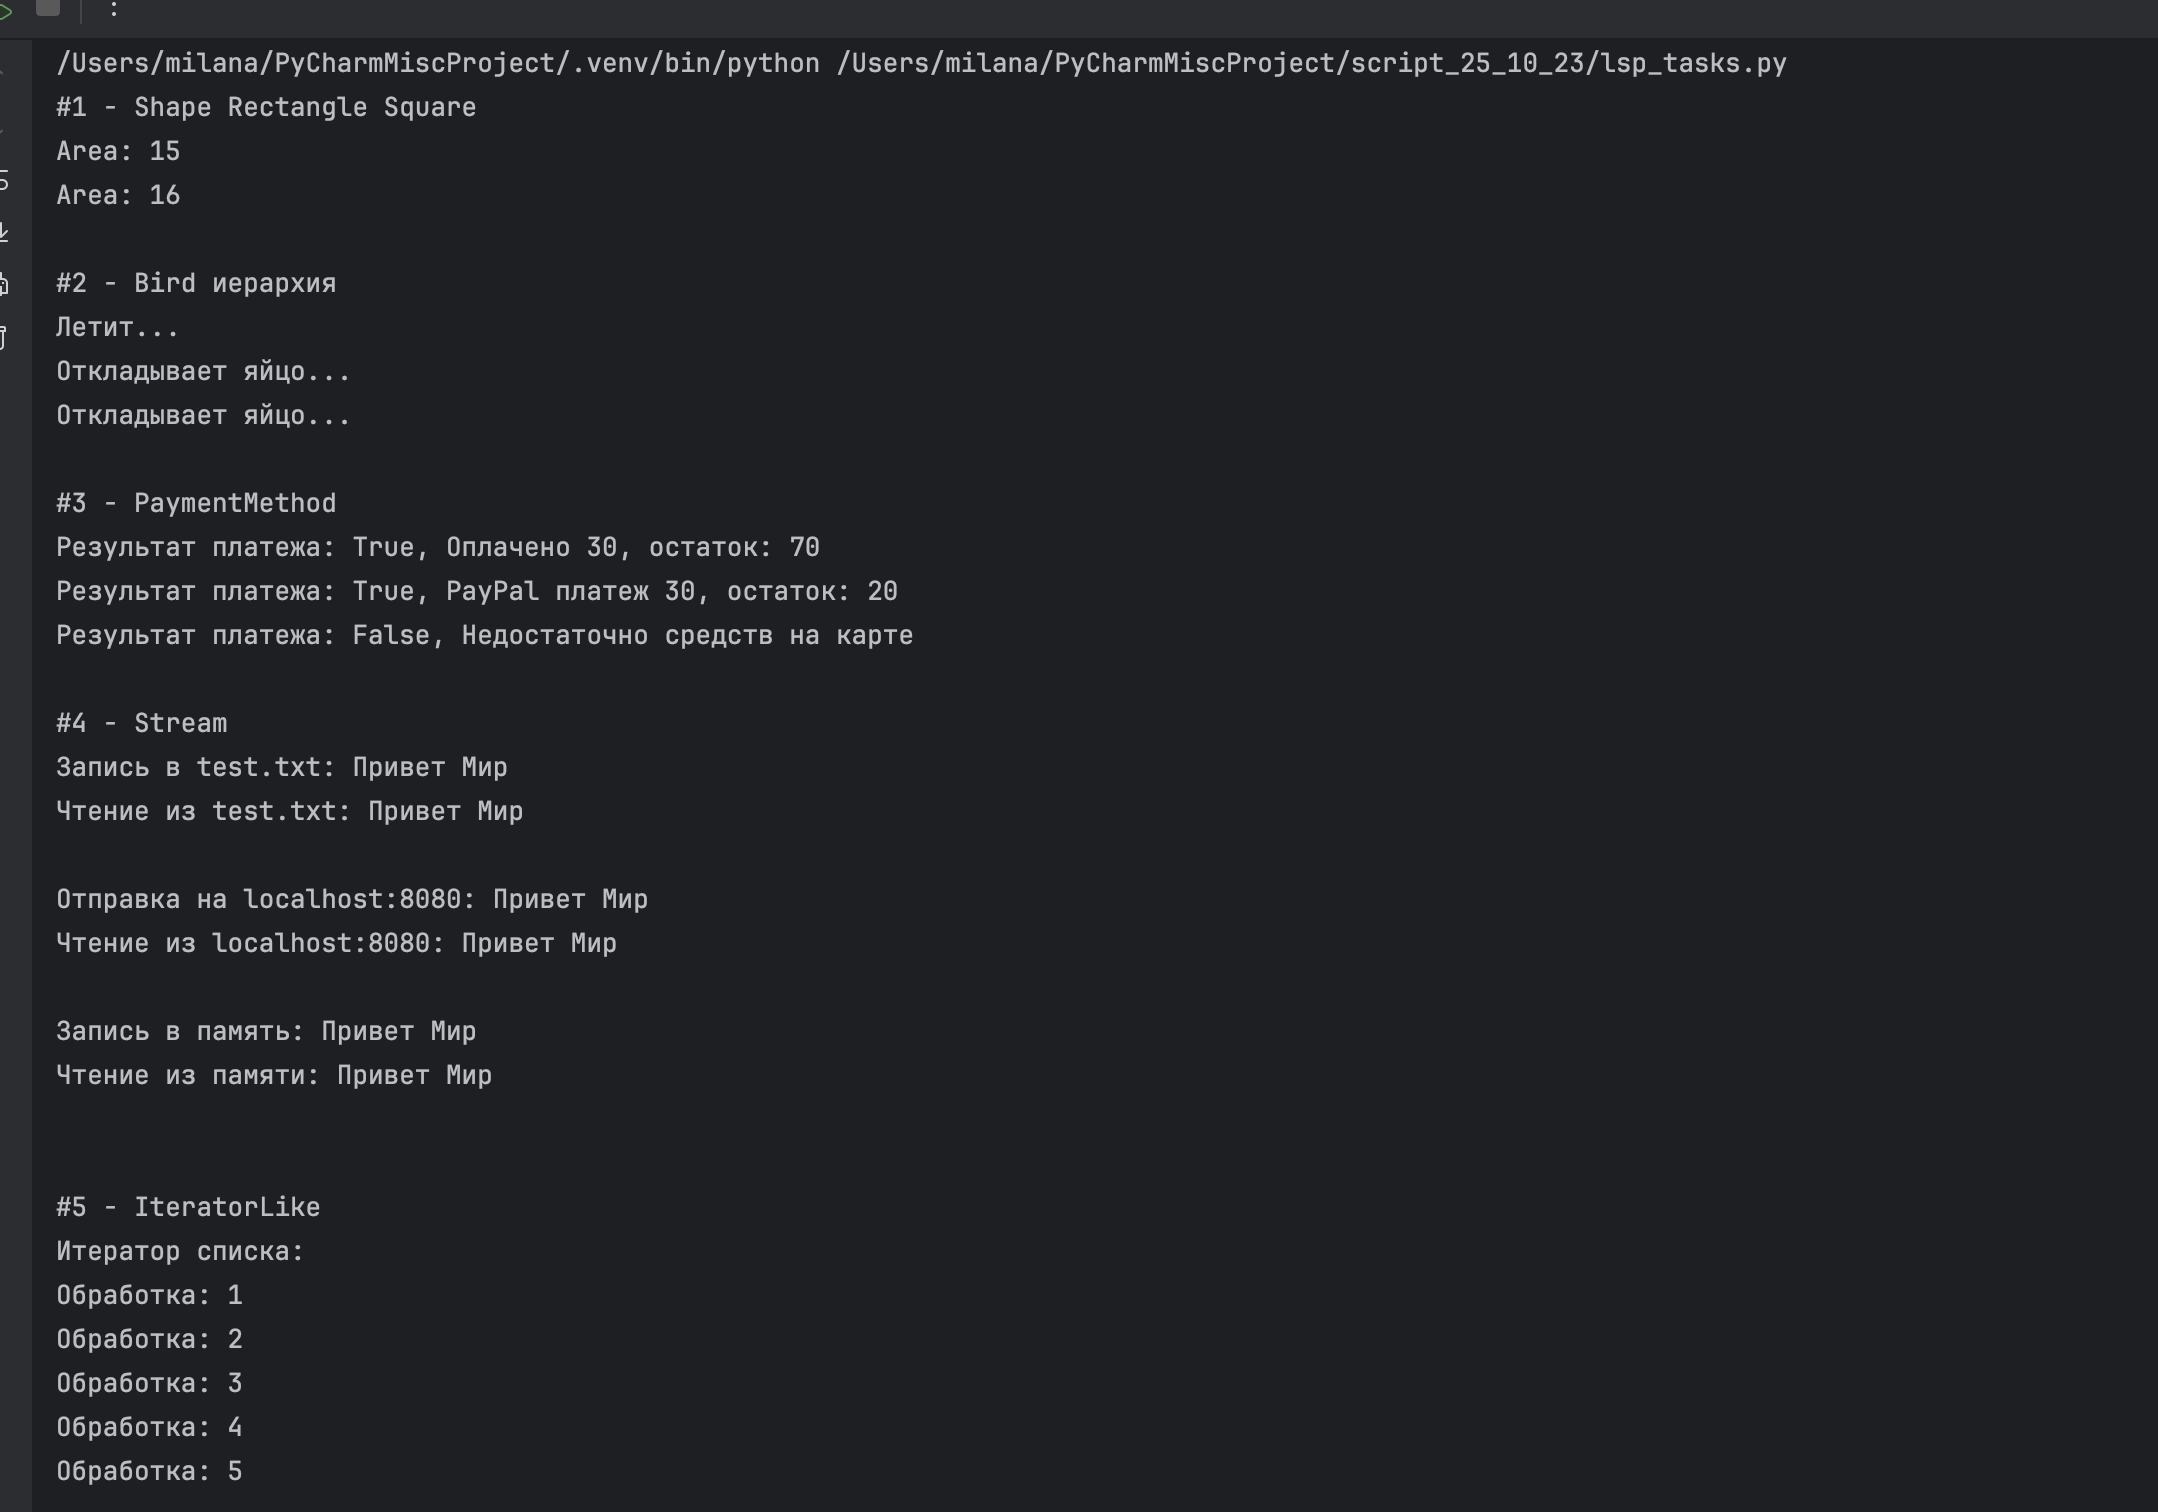 /Users/milana/PyCharmMiscProject/.venv/bin/python /Users/milana/PyCharmMiscProject/script_25_10_23/lsp_tasks.py
#1 - Shape Rectangle Square
Area: 15
Area: 16
#2 - Bird иерархия
Летит...
Откладывает яйцо...
Откладывает яйцо...
#3 - PaymentMethod
Результат платежа: True, Оплачено 30, остаток: 70
Результат платежа: True, PayPal платеж 30, остаток: 20
Результат платежа: False, Недостаточно средств на карте
#4 - Stream
Запись в test.txt: Привет Мир
Чтение из test.txt: Привет Мир
Отправка на localhost:8080: Привет Мир
Чтение из localhost:8080: Привет Мир
Запись в память: Привет Мир
Чтение из памяти: Привет Мир
#5 - IteratorLike
Итератор списка:
Обработка: 1
Обработка: 2
Обработка: 3
Обработка: 4
Обработка: 5